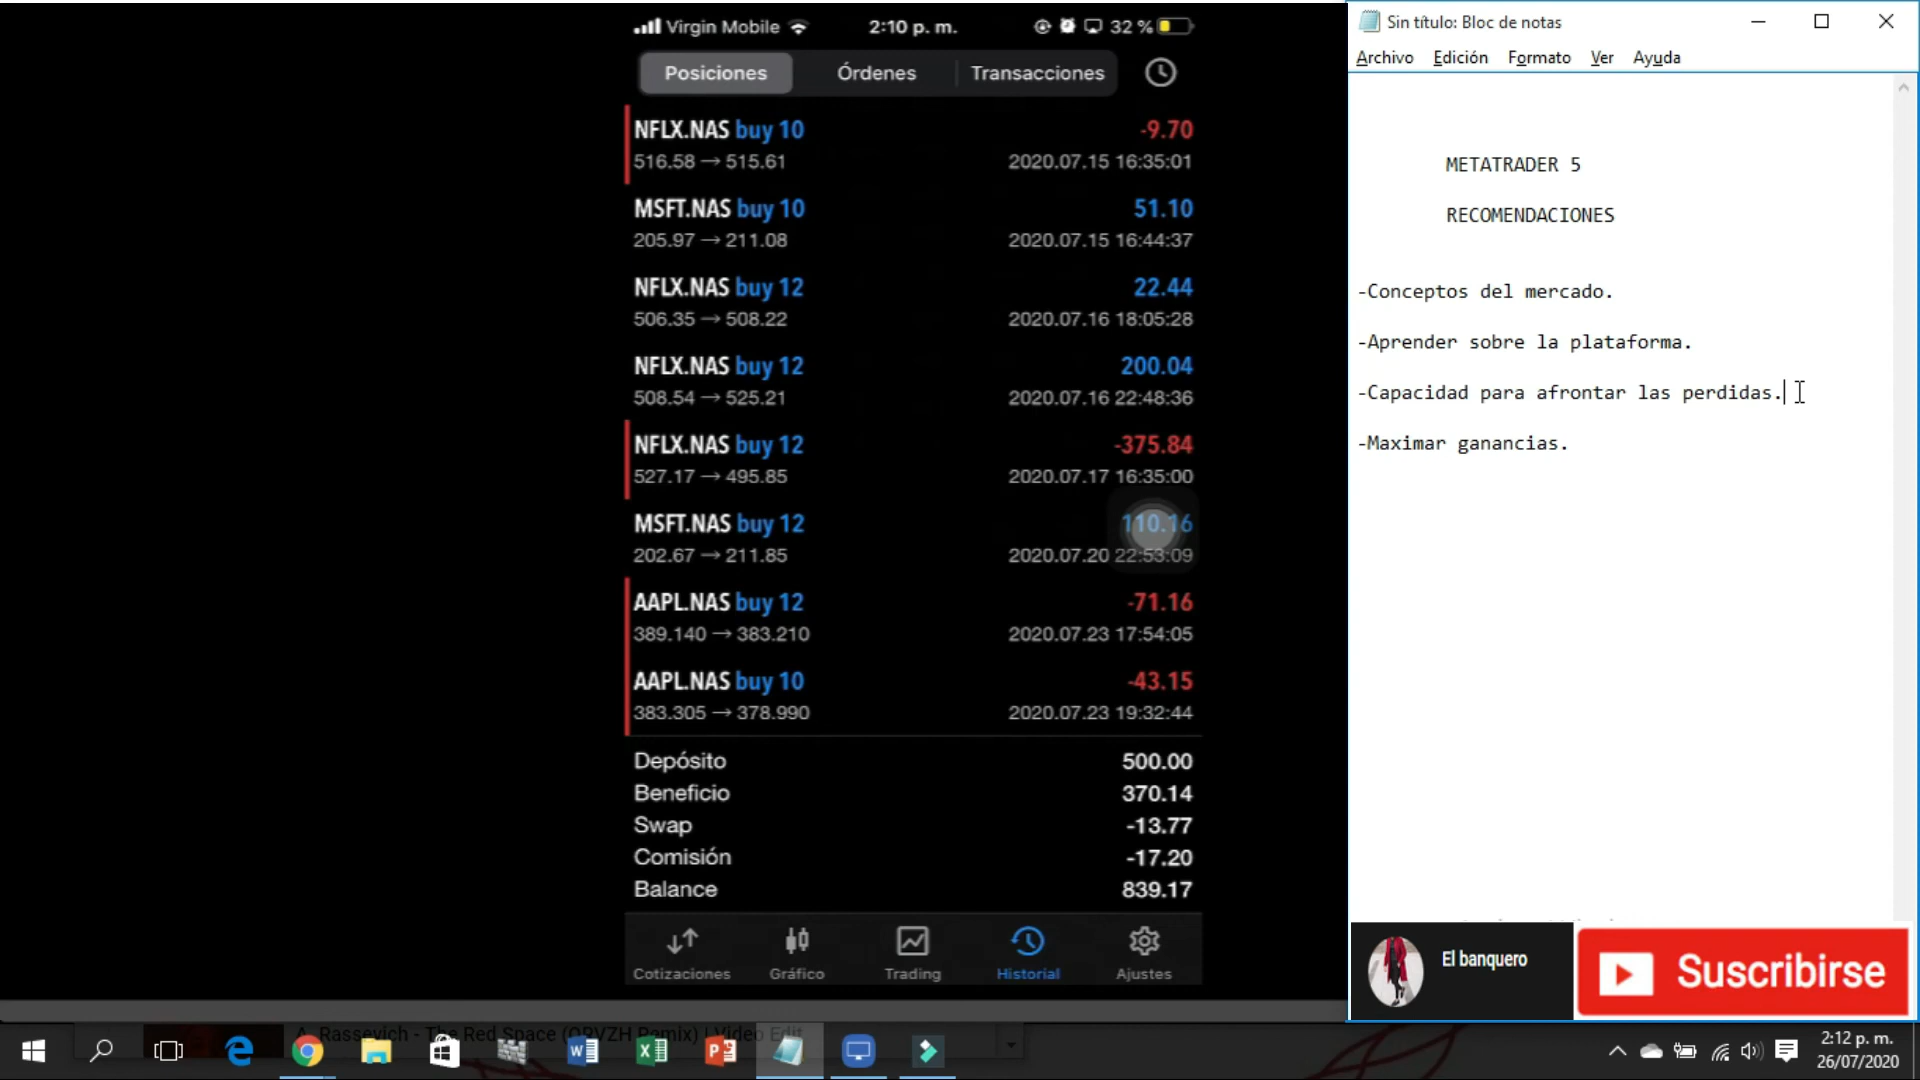 Virgin Mobile 2:10 p. m. 32 %
Posiciones Órdenes Transacciones
NFLX.NAS buy 10 -9.70
516.58 → 515.61 2020.07.15 16:35:01
MSFT.NAS buy 10 51.10
205.97 → 211.08 2020.07.15 16:44:37
NFLX.NAS buy 12 22.44
506.35 → 508.22 2020.07.16 18:05:28
NFLX.NAS buy 12 200.04
508.54 → 525.21 2020.07.16 22:48:36
NFLX.NAS buy 12 -375.84
527.17 → 495.85 2020.07.17 16:35:00
MSFT.NAS buy 12 110.16
202.67 → 211.85 2020.07.20 22:53:09
AAPL.NAS buy 12 -71.16
389.140 → 383.210 2020.07.23 17:54:05
AAPL.NAS buy 10 -43.15
383.305 → 378.990 2020.07.23 19:32:44
Depósito 500.00
Beneficio 370.14
Swap -13.77
Comisión -17.20
Balance 839.17
Cotizaciones Gráfico Trading Historial Ajustes
Sin título: Bloc de notas
Archivo Edición Formato Ver Ayuda
METATRADER 5
RECOMENDACIONES
-Conceptos del mercado.
-Aprender sobre la plataforma.
-Capacidad para afrontar las perdidas.
-Maximar ganancias.
El banquero
Suscribirse
Rassevich - The Red Space (O9VZH Remix) | Video Edit
2:12 p. m.
26/07/2020